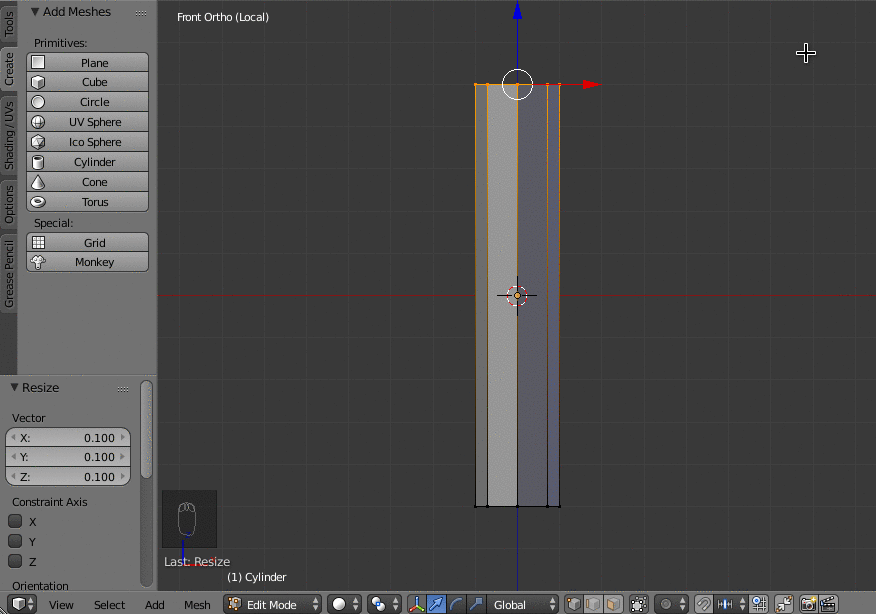 Add Meshes
Front Ortho (Local)
Tools
Create
Shading / UVs
Options
Grease Pencil
Primitives:
Plane
Cube
Circle
UV Sphere
Ico Sphere
Cylinder
Cone
Torus
Special:
Grid
Monkey
Resize
Vector
X: 0.100
Y: 0.100
Z: 0.100
Constraint Axis
X
Y
Z
Orientation
Last: Resize
(1) Cylinder
View Select Add Mesh Edit Mode Global